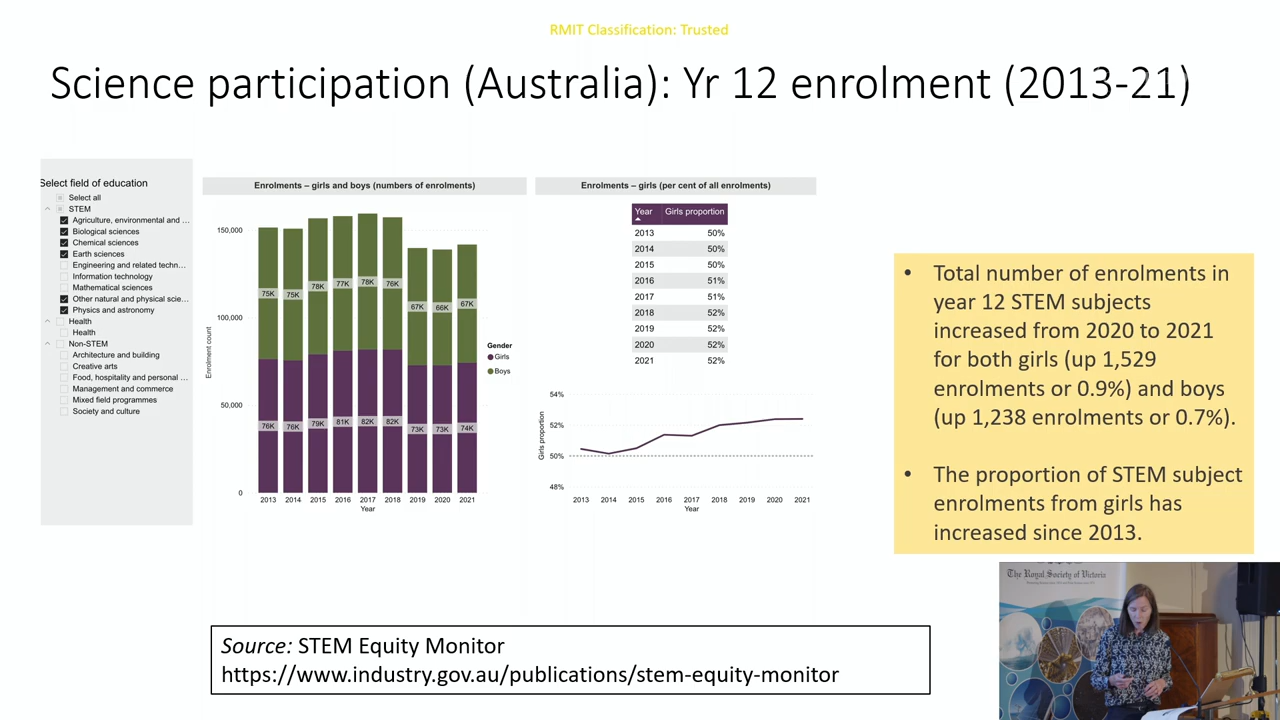 RMIT Classification: Trusted
Science participation (Australia): Yr 12 enrolment (2013-21)
Select field of education
Select all
STEM
Agriculture, environmental and ...
Biological sciences
Chemical sciences
Earth sciences
Engineering and related techn...
Information technology
Mathematical sciences
Other natural and physical scie...
Physics and astronomy
Health
Health
Non-STEM
Architecture and building
Creative arts
Food, hospitality and personal ...
Management and commerce
Mixed field programmes
Society and culture
Enrolments – girls and boys (numbers of enrolments)
Enrolment count
150,000
100,000
50,000
0
75K 75K 78K 77K 78K 76K 67K 66K 67K
76K 76K 79K 81K 82K 82K 73K 73K 74K
2013 2014 2015 2016 2017 2018 2019 2020 2021
Year
Gender
Girls
Boys
Enrolments – girls (per cent of all enrolments)
Year Girls proportion
2013 50%
2014 50%
2015 50%
2016 51%
2017 51%
2018 52%
2019 52%
2020 52%
2021 52%
Girls proportion
54%
52%
50%
48%
2013 2014 2015 2016 2017 2018 2019 2020 2021
Year
• Total number of enrolments in
year 12 STEM subjects
increased from 2020 to 2021
for both girls (up 1,529
enrolments or 0.9%) and boys
(up 1,238 enrolments or 0.7%).
• The proportion of STEM subject
enrolments from girls has
increased since 2013.
Source: STEM Equity Monitor
https://www.industry.gov.au/publications/stem-equity-monitor
The Royal Society of Victoria